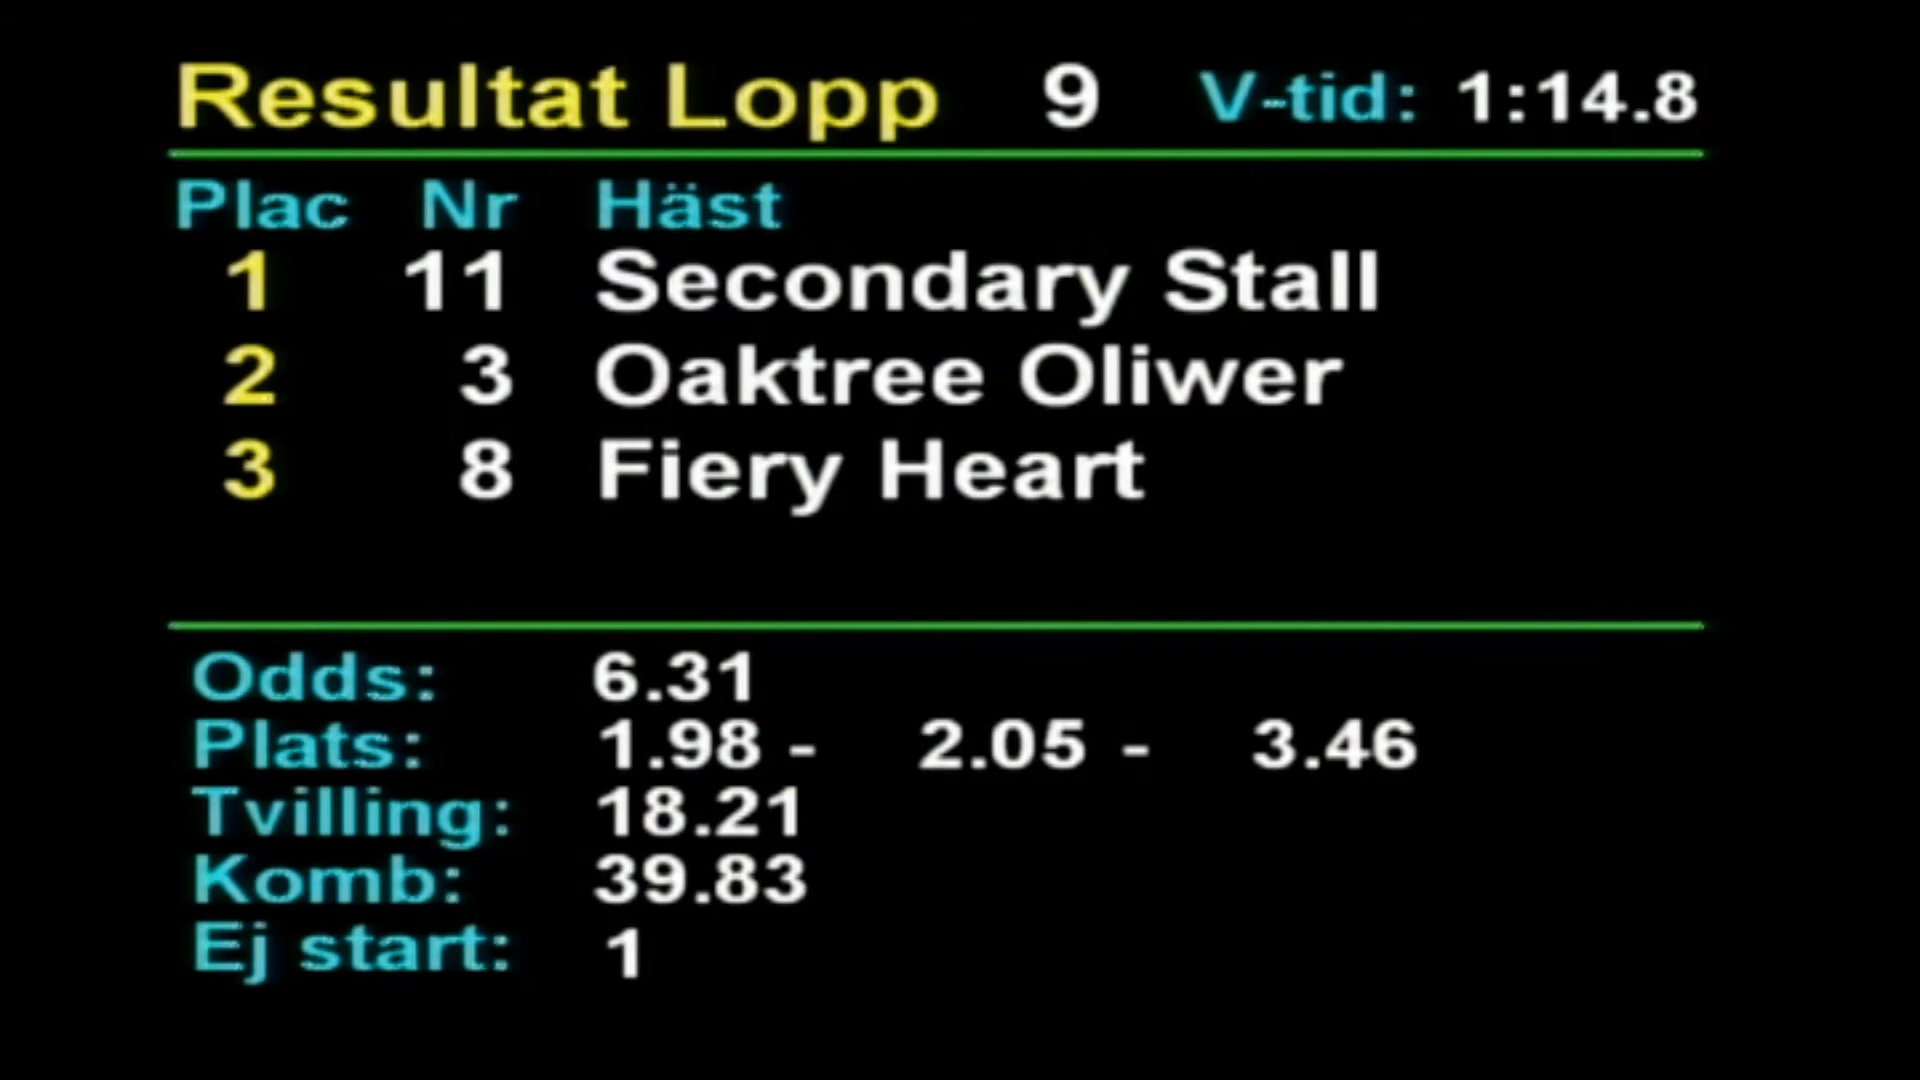 Resultat Lopp 9 V-tid: 1:14.8
Plac Nr Häst
1 11 Secondary Stall
2 3 Oaktree Oliwer
3 8 Fiery Heart
Odds: 6.31
Plats: 1.98 - 2.05 - 3.46
Tvilling: 18.21
Komb: 39.83
Ej start: 1